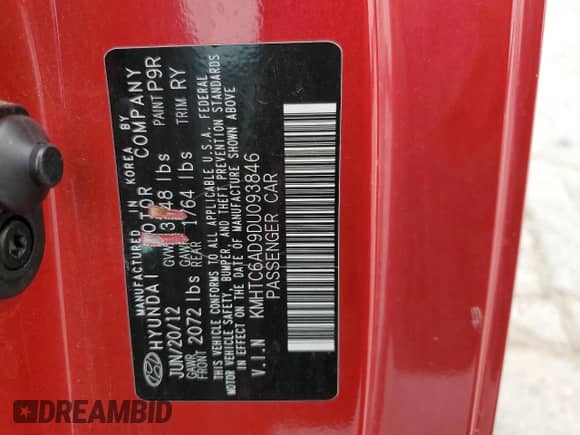 MANUFACTURED IN KOREA BY
HYUNDAI MOTOR COMPANY
JUN/20/12 GVWR 48 lbs PAINT P9R
GAWR FRONT 2072 lbs GAWR REAR 1764 lbs TRIM RY
THIS VEHICLE CONFORMS TO ALL APPLICABLE U.S.A. FEDERAL
MOTOR VEHICLE SAFETY, BUMPER, AND THEFT PREVENTION STANDARDS
IN EFFECT ON THE DATE OF MANUFACTURE SHOWN ABOVE
V.I.N KMHTC6AD9DU093846
PASSENGER CAR
DREAMBID